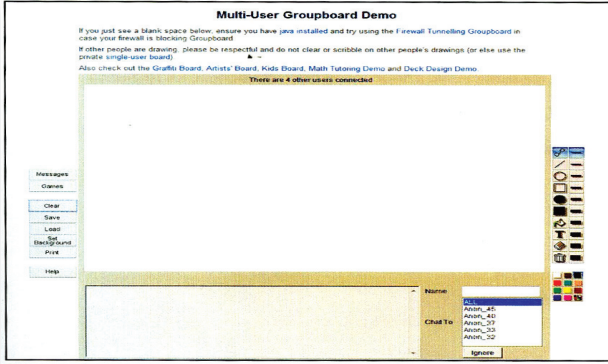 Multi-User Groupboard Demo
If you just see a blank space below, ensure you have java installed and try using the Firewall Tunnelling Groupboard in
case your firewall is blocking Groupboard.
If other people are drawing, please be respectful and do not clear or scribble on other people's drawings (or else use the
private single-user board)
Also check out the Graffiti Board, Artists' Board, Kids Board, Math Tutoring Demo and Deck Design Demo.
There are 4 other users connected
Messages
Games
Clear
Save
Load
Set
Background
Print
Help
Name
Chat To
ALL
Anon_45
Anon_40
Anon_37
Anon_33
Anon_32
Ignore